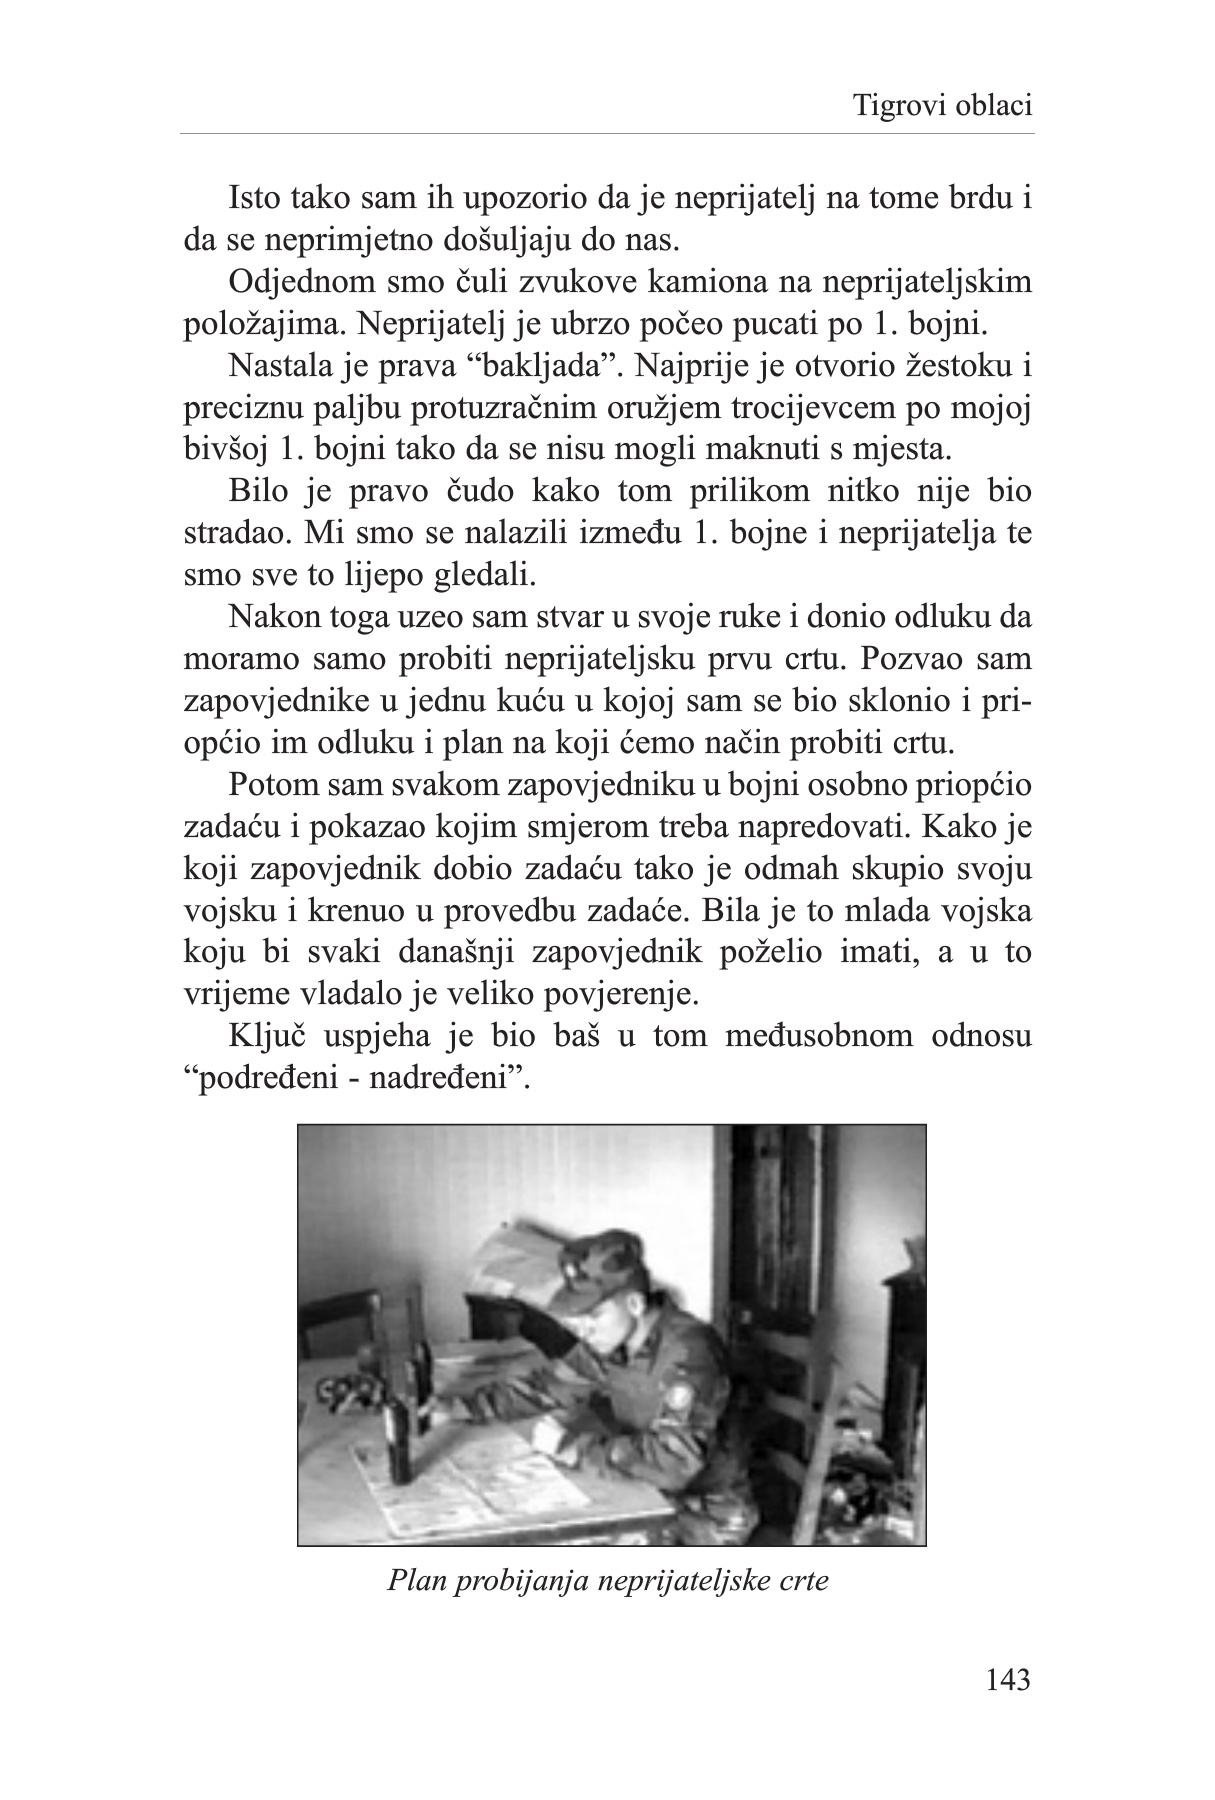 Tigrovi oblaci
Isto tako sam ih upozorio da je neprijatelj na tome brdu i
da se neprimjetno došuljaju do nas.
Odjednom smo čuli zvukove kamiona na neprijateljskim
položajima. Neprijatelj je ubrzo počeo pucati po 1. bojni.
Nastala je prava “bakljada”. Najprije je otvorio žestoku i
preciznu paljbu protuzračnim oružjem trocijevcem po mojoj
bivšoj 1. bojni tako da se nisu mogli maknuti s mjesta.
Bilo je pravo čudo kako tom prilikom nitko nije bio
stradao. Mi smo se nalazili između 1. bojne i neprijatelja te
smo sve to lijepo gledali.
Nakon toga uzeo sam stvar u svoje ruke i donio odluku da
moramo samo probiti neprijateljsku prvu crtu. Pozvao sam
zapovjednike u jednu kuću u kojoj sam se bio sklonio i pri-
općio im odluku i plan na koji ćemo način probiti crtu.
Potom sam svakom zapovjedniku u bojni osobno priopćio
zadaću i pokazao kojim smjerom treba napredovati. Kako je
koji zapovjednik dobio zadaću tako je odmah skupio svoju
vojsku i krenuo u provedbu zadaće. Bila je to mlada vojska
koju bi svaki današnji zapovjednik poželio imati, a u to
vrijeme vladalo je veliko povjerenje.
Ključ uspjeha je bio baš u tom međusobnom odnosu
“podređeni - nadređeni”.
Plan probijanja neprijateljske crte
143